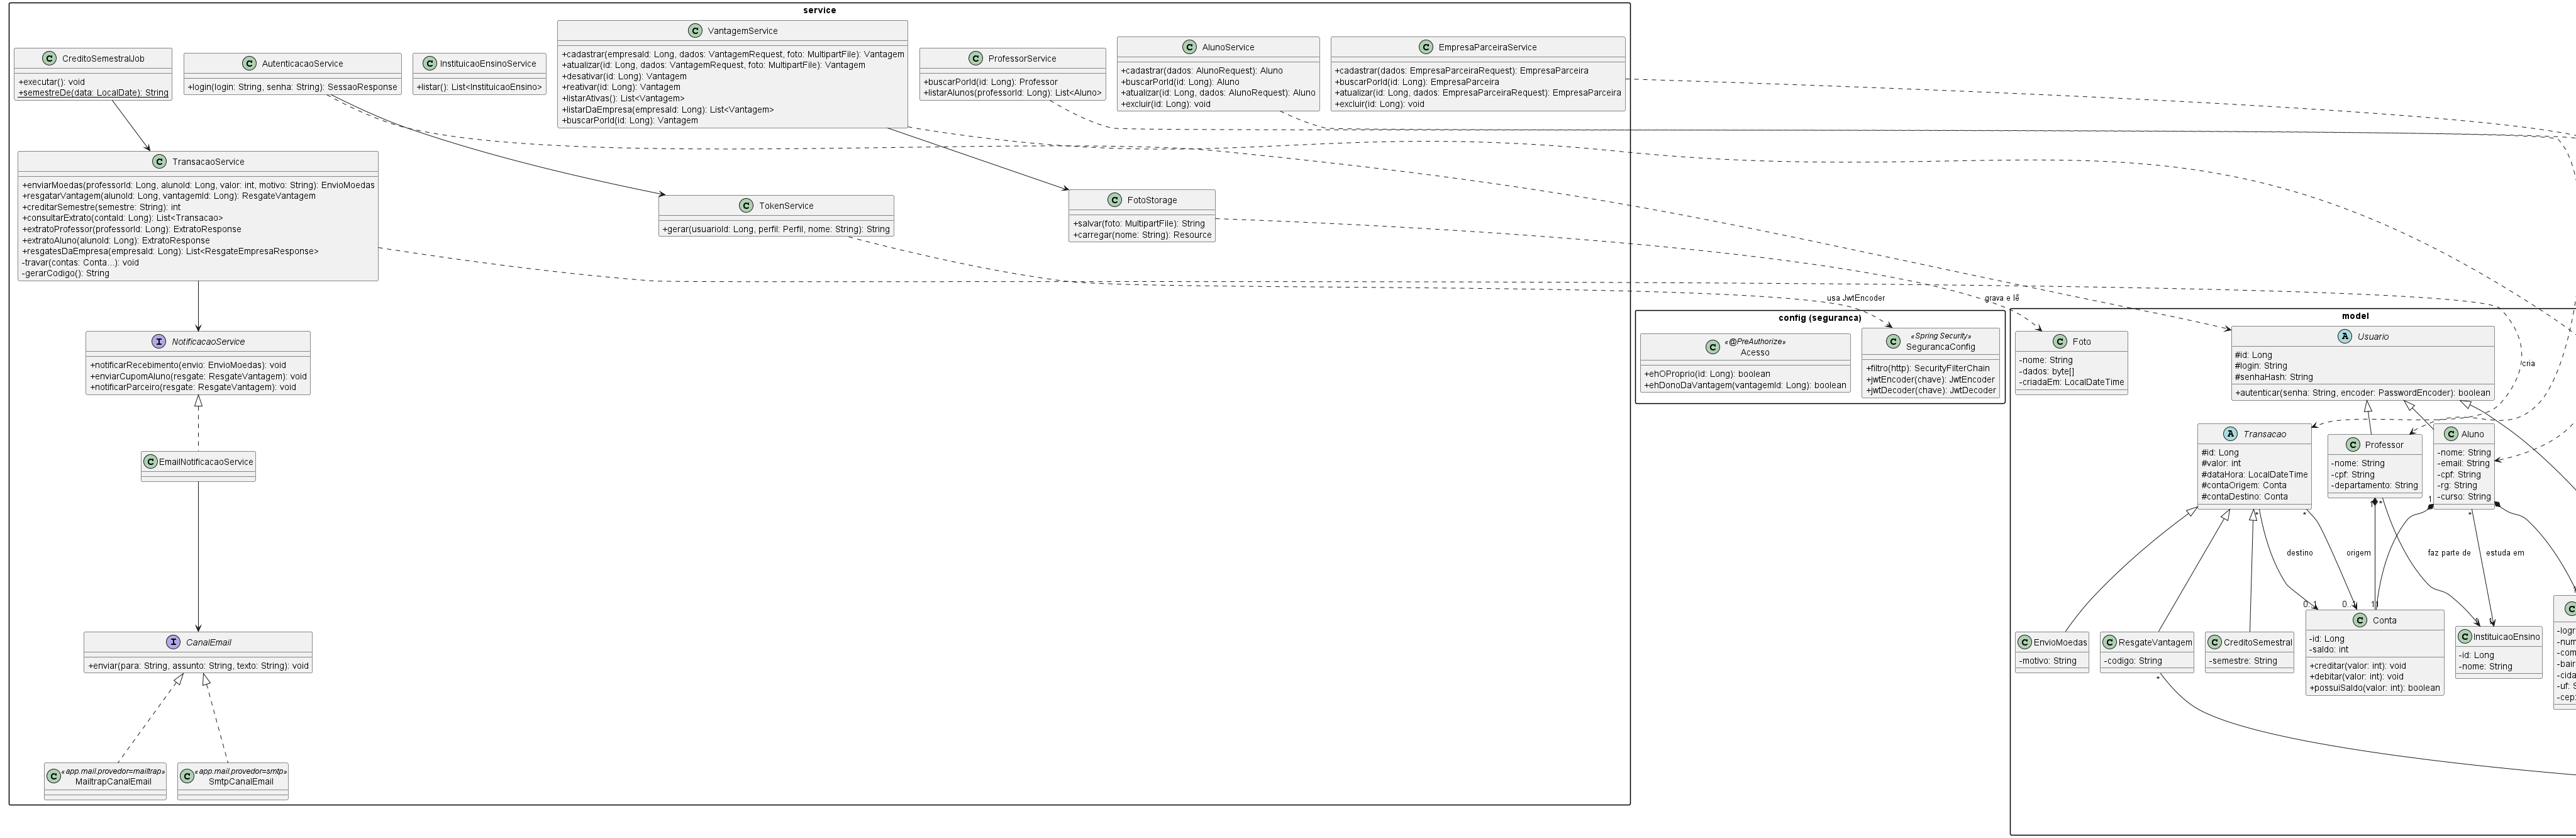 service
C CreditoSemestralJob
+executar(): void
+semestreDe(data: LocalDate): String
C AutenticacaoService
+login(login: String, senha: String): SessaoResponse
C InstituicaoEnsinoService
+listar(): List<InstituicaoEnsino>
C VantagemService
+cadastrar(empresaId: Long, dados: VantagemRequest, foto: MultipartFile): Vantagem
+atualizar(id: Long, dados: VantagemRequest, foto: MultipartFile): Vantagem
+desativar(id: Long): Vantagem
+reativar(id: Long): Vantagem
+listarAtivas(): List<Vantagem>
+listarDaEmpresa(empresaId: Long): List<Vantagem>
+buscarPorId(id: Long): Vantagem
C ProfessorService
+buscarPorId(id: Long): Professor
+listarAlunos(professorId: Long): List<Aluno>
C AlunoService
+cadastrar(dados: AlunoRequest): Aluno
+buscarPorId(id: Long): Aluno
+atualizar(id: Long, dados: AlunoRequest): Aluno
+excluir(id: Long): void
C EmpresaParceiraService
+cadastrar(dados: EmpresaParceiraRequest): EmpresaParceira
+buscarPorId(id: Long): EmpresaParceira
+atualizar(id: Long, dados: EmpresaParceiraRequest): EmpresaParceira
+excluir(id: Long): void
C TransacaoService
+enviarMoedas(professorId: Long, alunoId: Long, valor: int, motivo: String): EnvioMoedas
+resgatarVantagem(alunoId: Long, vantagemId: Long): ResgateVantagem
+creditarSemestre(semestre: String): int
+consultarExtrato(contaId: Long): List<Transacao>
+extratoProfessor(professorId: Long): ExtratoResponse
+extratoAluno(alunoId: Long): ExtratoResponse
+resgatesDaEmpresa(empresaId: Long): List<ResgateEmpresaResponse>
-travar(contas: Conta...): void
-gerarCodigo(): String
C TokenService
+gerar(usuarioId: Long, perfil: Perfil, nome: String): String
C FotoStorage
+salvar(foto: MultipartFile): String
+carregar(nome: String): Resource
I NotificacaoService
+notificarRecebimento(envio: EnvioMoedas): void
+enviarCupomAluno(resgate: ResgateVantagem): void
+notificarParceiro(resgate: ResgateVantagem): void
C EmailNotificacaoService
I CanalEmail
+enviar(para: String, assunto: String, texto: String): void
C «app.mail.provedor=mailtrap»
MailtrapCanalEmail
C «app.mail.provedor=smtp»
SmtpCanalEmail
usa JwtEncoder
grava e lê
cria
config (seguranca)
C «@PreAuthorize»
Acesso
+ehOProprio(id: Long): boolean
+ehDonoDaVantagem(vantagemId: Long): boolean
C «Spring Security»
SegurancaConfig
+filtro(http): SecurityFilterChain
+jwtEncoder(chave): JwtEncoder
+jwtDecoder(chave): JwtDecoder
model
C Foto
-nome: String
-dados: byte[]
-criadaEm: LocalDateTime
A Usuario
#id: Long
#login: String
#senhaHash: String
+autenticar(senha: String, encoder: PasswordEncoder): boolean
A Transacao
#id: Long
#valor: int
#dataHora: LocalDateTime
#contaOrigem: Conta
#contaDestino: Conta
C Professor
-nome: String
-cpf: String
-departamento: String
C Aluno
-nome: String
-email: String
-cpf: String
-rg: String
-curso: String
* * 1 * 1 *
destino
origem
faz parte de
estuda em
0..1
C EnvioMoedas
-motivo: String
C ResgateVantagem
-codigo: String
*
C CreditoSemestral
-semestre: String
C Conta
-id: Long
-saldo: int
+creditar(valor: int): void
+debitar(valor: int): void
+possuiSaldo(valor: int): boolean
C InstituicaoEnsino
-id: Long
-nome: String
C
-logr
-num
-com
-bair
-cida
-uf: S
-cep: